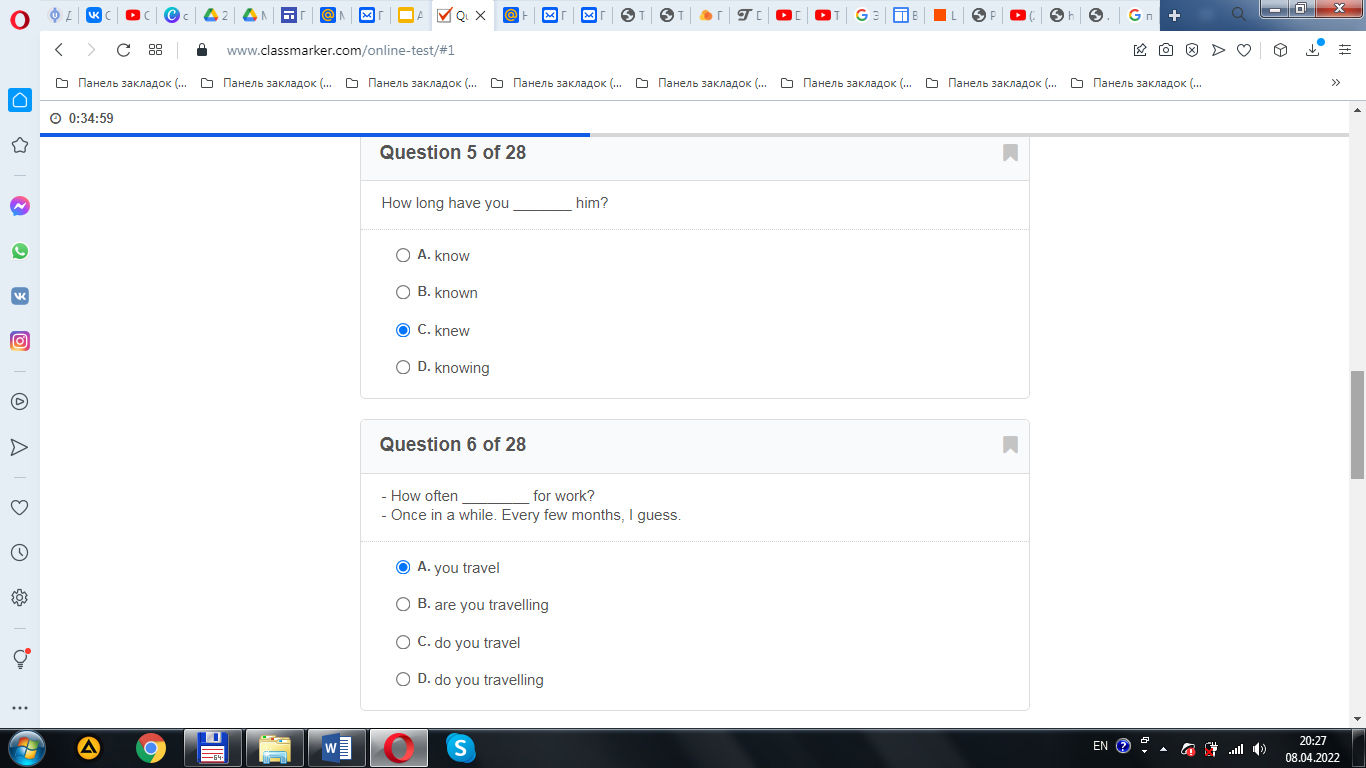 www.classmarker.com/online-test/#1
Панель закладок (...
Панель закладок (...
Панель закладок (...
Панель закладок (...
Панель закладок (...
Панель закладок (...
Панель закладок (...
Панель закладок (...
0:34:59
Question 5 of 28
How long have you _______ him?
A. know
B. known
C. knew
D. knowing
Question 6 of 28
- How often ________ for work?
- Once in a while. Every few months, I guess.
A. you travel
B. are you travelling
C. do you travel
D. do you travelling
EN
20:27
08.04.2022